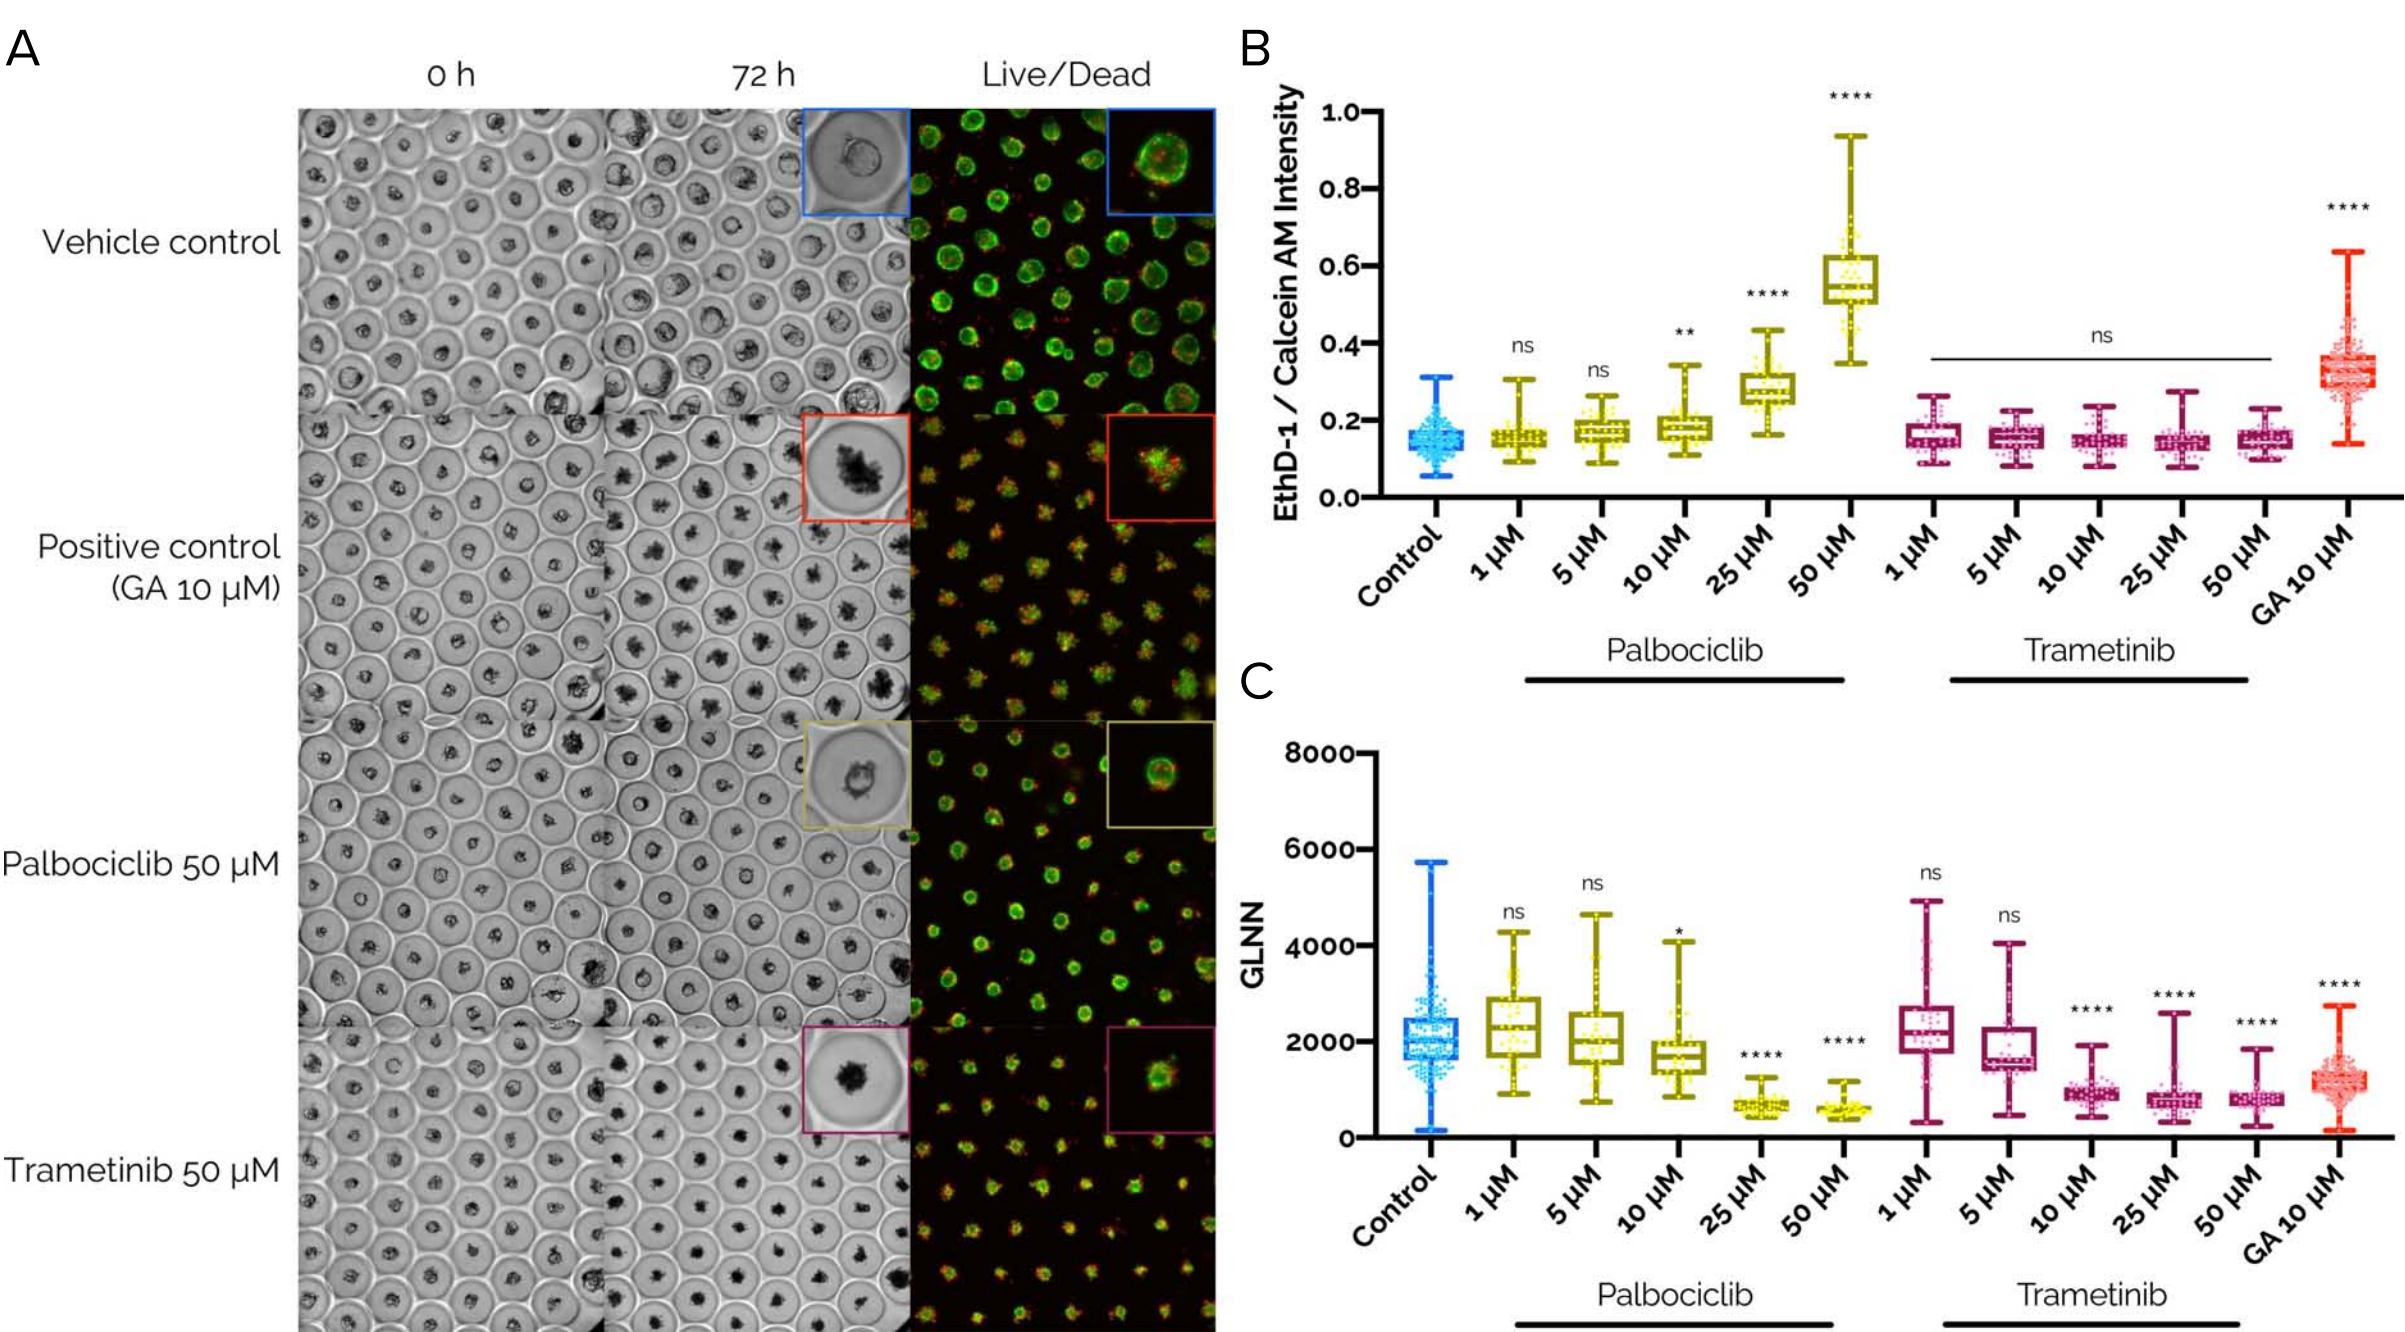 A
0 h
72 h
Live/Dead
Vehicle control
Positive control
(GA 10 µM)
Palbociclib 50 µM
Trametinib 50 µM
B
EthD-1 / Calcein AM Intensity
1.0
0.8
0.6
0.4
0.2
0.0
ns
ns
**
****
****
ns
****
Control
1 µM
5 µM
10 µM
25 µM
50 µM
1 µM
5 µM
10 µM
25 µM
50 µM
GA 10 µM
Palbociclib
Trametinib
C
GLNN
8000
6000
4000
2000
0
ns
ns
*
****
****
ns
ns
****
****
****
****
Control
1 µM
5 µM
10 µM
25 µM
50 µM
1 µM
5 µM
10 µM
25 µM
50 µM
GA 10 µM
Palbociclib
Trametinib